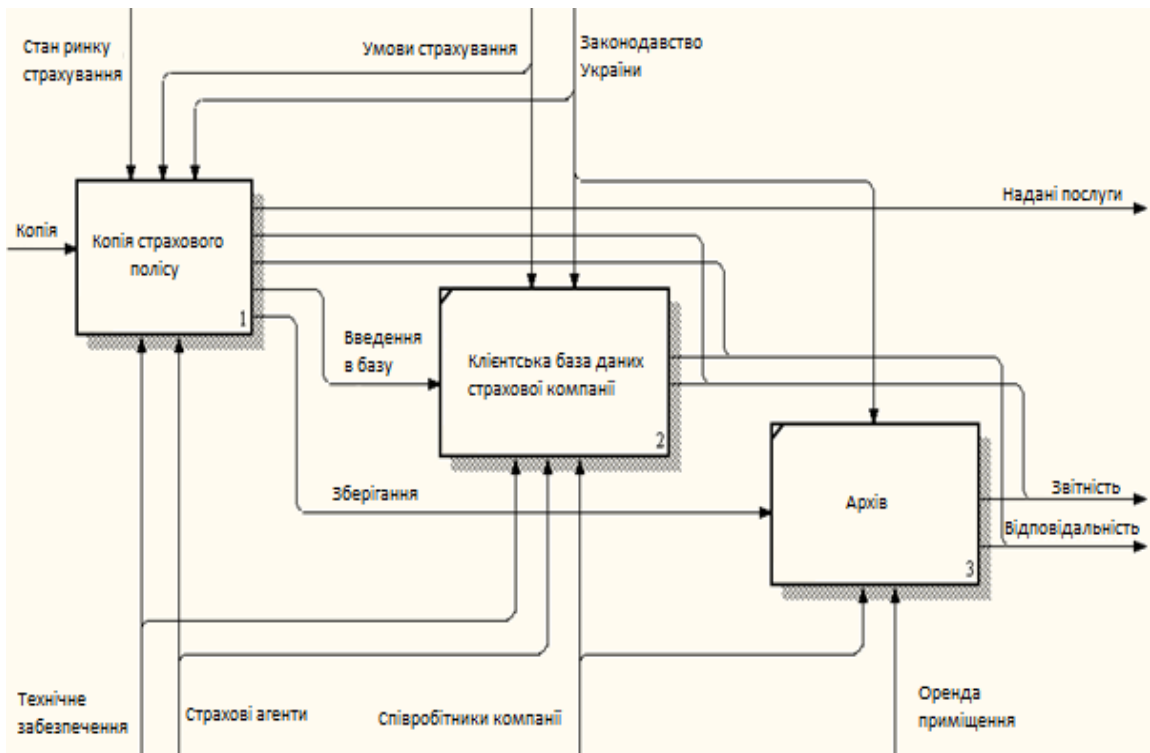 Стан ринку
страхування
Умови страхування
Законодавство
України
Надані послуги
Копія
Копія страхового
полісу
1
Введення
в базу
Клієнтська база даних
страхової компанії
2
Зберігання
Архів
3
Звітність
Відповідальність
Технічне
забезпечення
Страхові агенти
Співробітники компанії
Оренда
приміщення